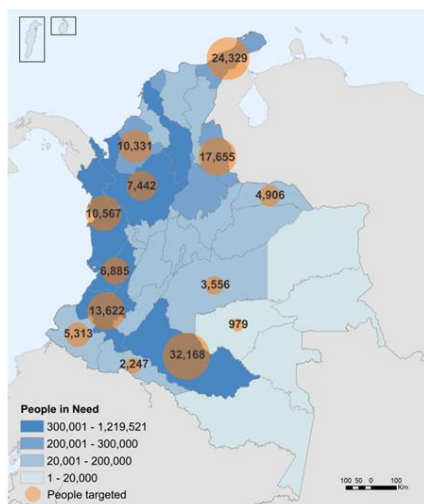 24,329
10,331
17,655
7,442
4,906
10,567
6,885
3,556
13,622
979
5,313
32,168
2,247
People in Need
300,001 - 1,219,521
200,001 - 300,000
20,001 - 200,000
1 - 20,000
People targeted
100 50 0 100
Km Km